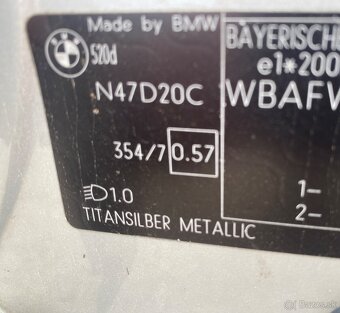 Made by BMW
520d
N47D20C
354/7 0.57
1.0
TITANSILBER METALLIC
BAYERISCHE
e1*200
WBAFW
1-
2-